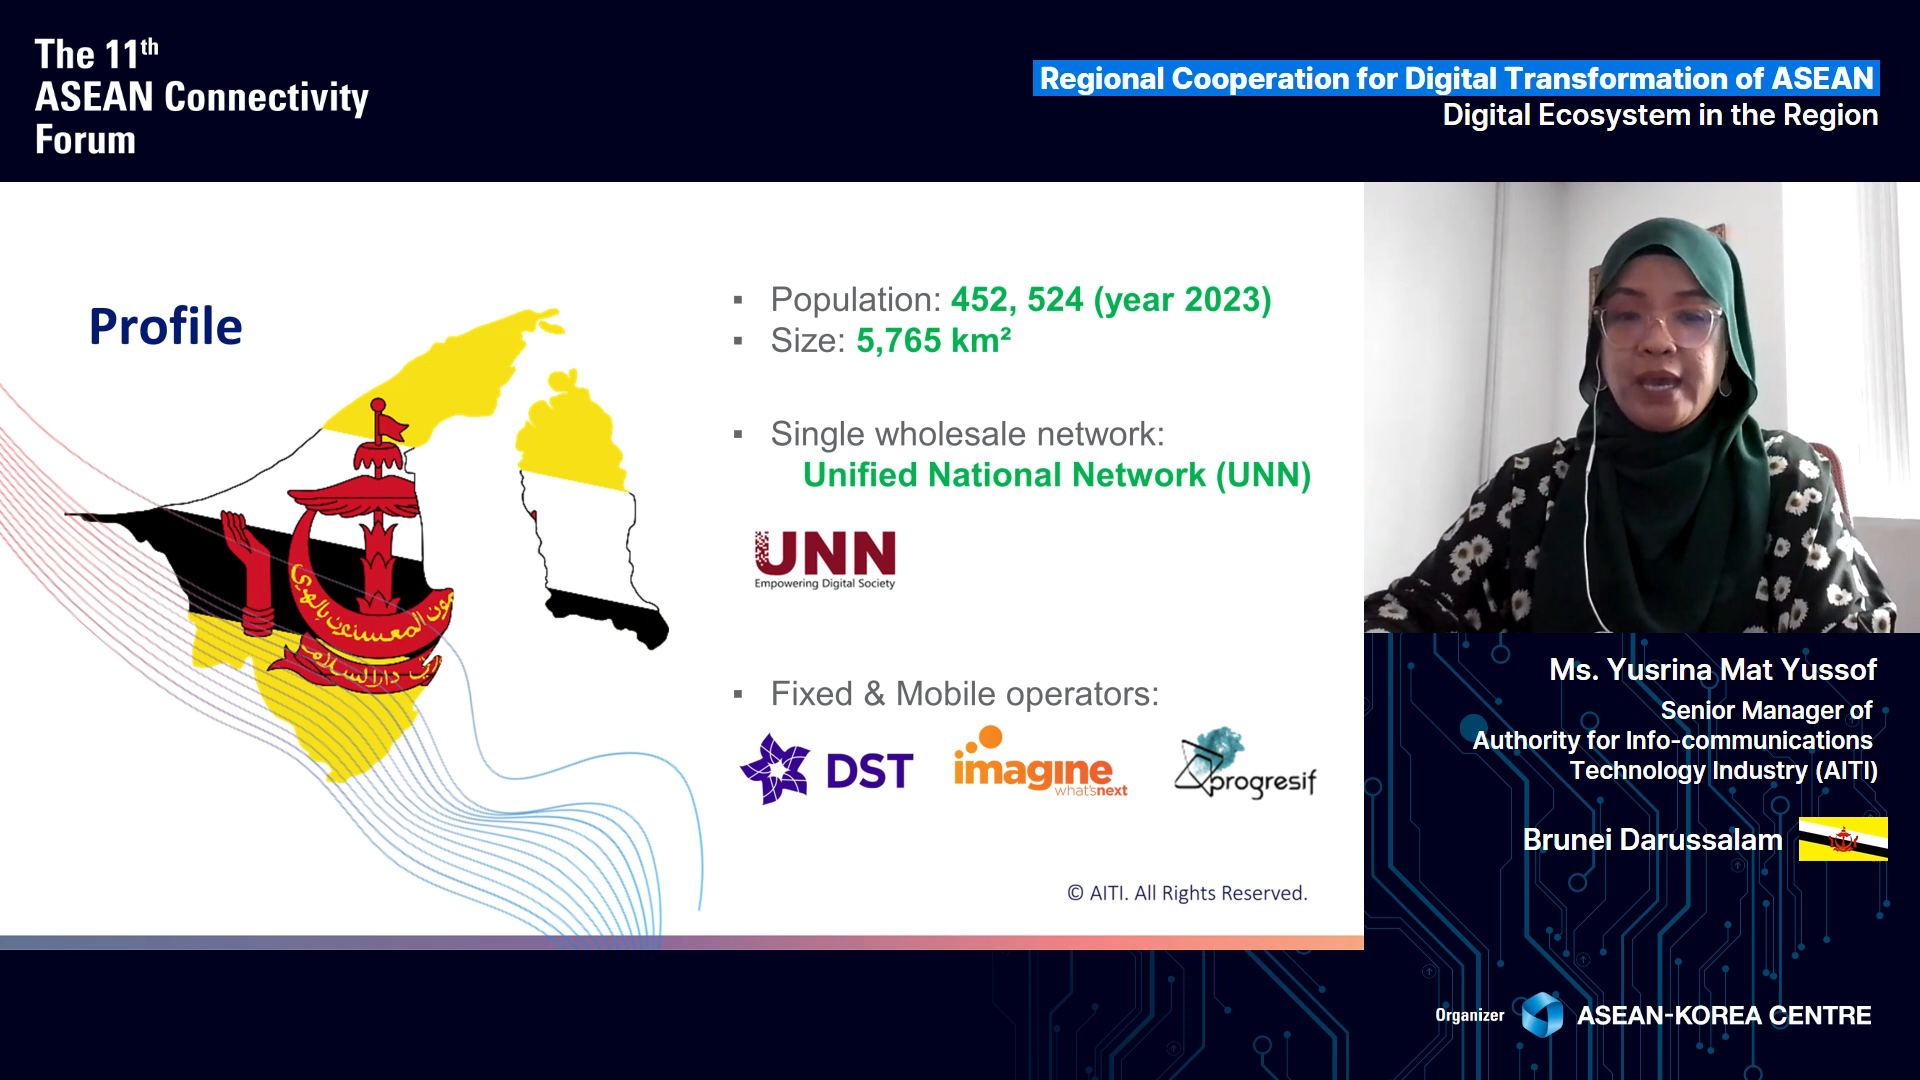 The 11th
ASEAN Connectivity
Forum
Regional Cooperation for Digital Transformation of ASEAN
Digital Ecosystem in the Region
Profile
▪ Population: 452, 524 (year 2023)
▪ Size: 5,765 km²
▪ Single wholesale network:
Unified National Network (UNN)
UNN
Empowering Digital Society
▪ Fixed & Mobile operators:
DST
imagine
what'snext
progresif
© AITI. All Rights Reserved.
Ms. Yusrina Mat Yussof
Senior Manager of
Authority for Info-communications
Technology Industry (AITI)
Brunei Darussalam
Organizer ASEAN-KOREA CENTRE